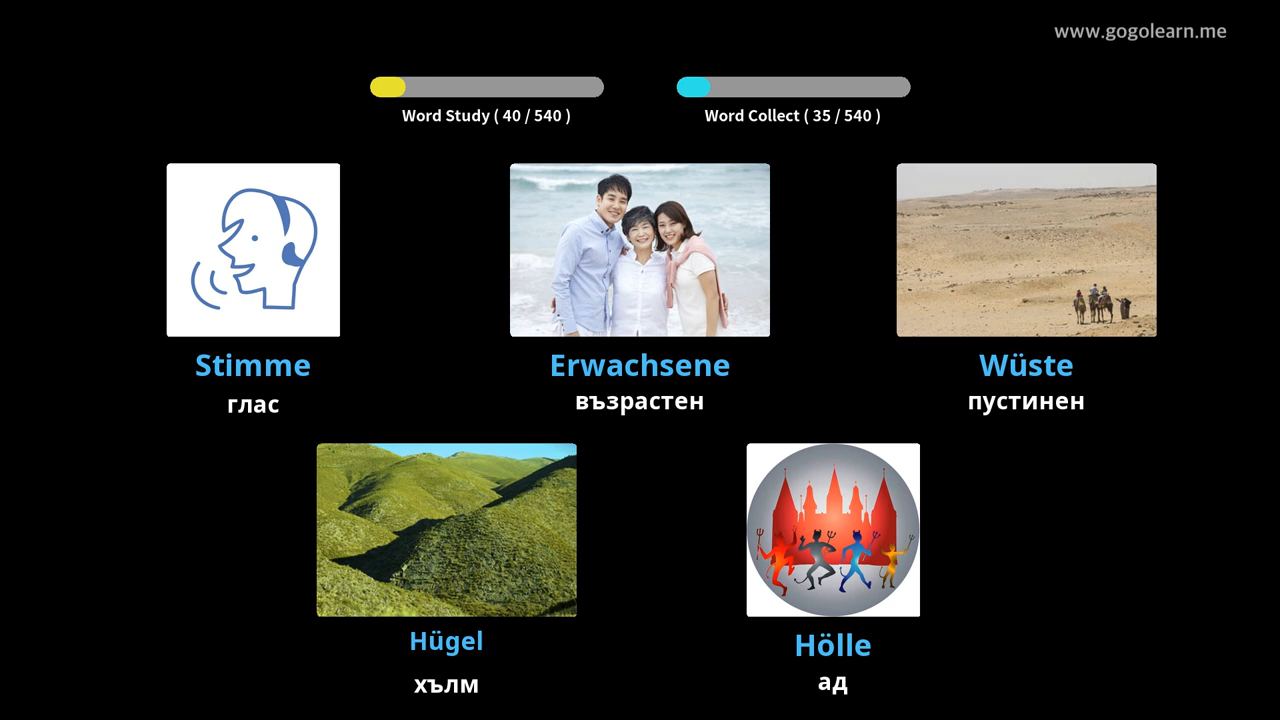 www.gogolearn.me
Word Study ( 40 / 540 )
Word Collect ( 35 / 540 )
Stimme
глас
Erwachsene
възрастен
Wüste
пустинен
Hügel
хълм
Hölle
ад